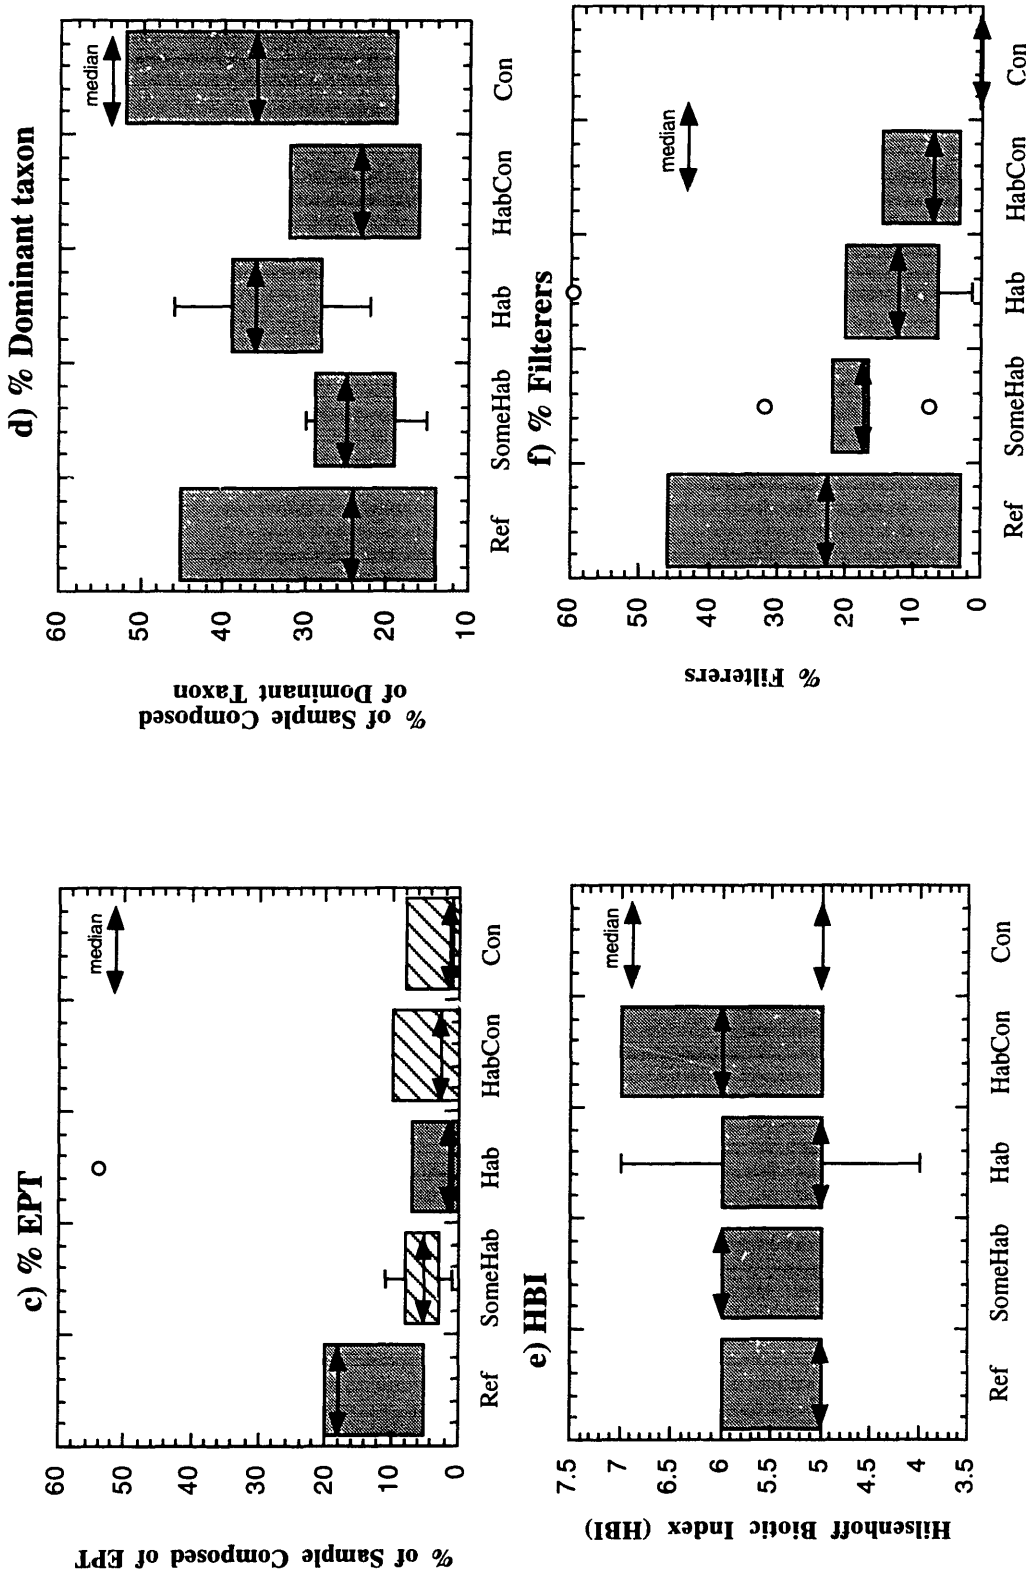 c) % EPT
% of Sample Composed of EPT
60
50
40
30
20
10
0
median
Ref
SomeHab
Hab
HabCon
Con
d) % Dominant taxon
% of Sample Composed
of Dominant Taxon
60
50
40
30
20
10
median
Ref
SomeHab
Hab
HabCon
Con
e) HBI
Hilsenhoff Biotic Index (HBI)
7.5
7
6.5
6
5.5
5
4.5
4
3.5
median
Ref
SomeHab
Hab
HabCon
Con
f) % Filterers
% Filterers
60
50
40
30
20
10
0
median
Ref
SomeHab
Hab
HabCon
Con